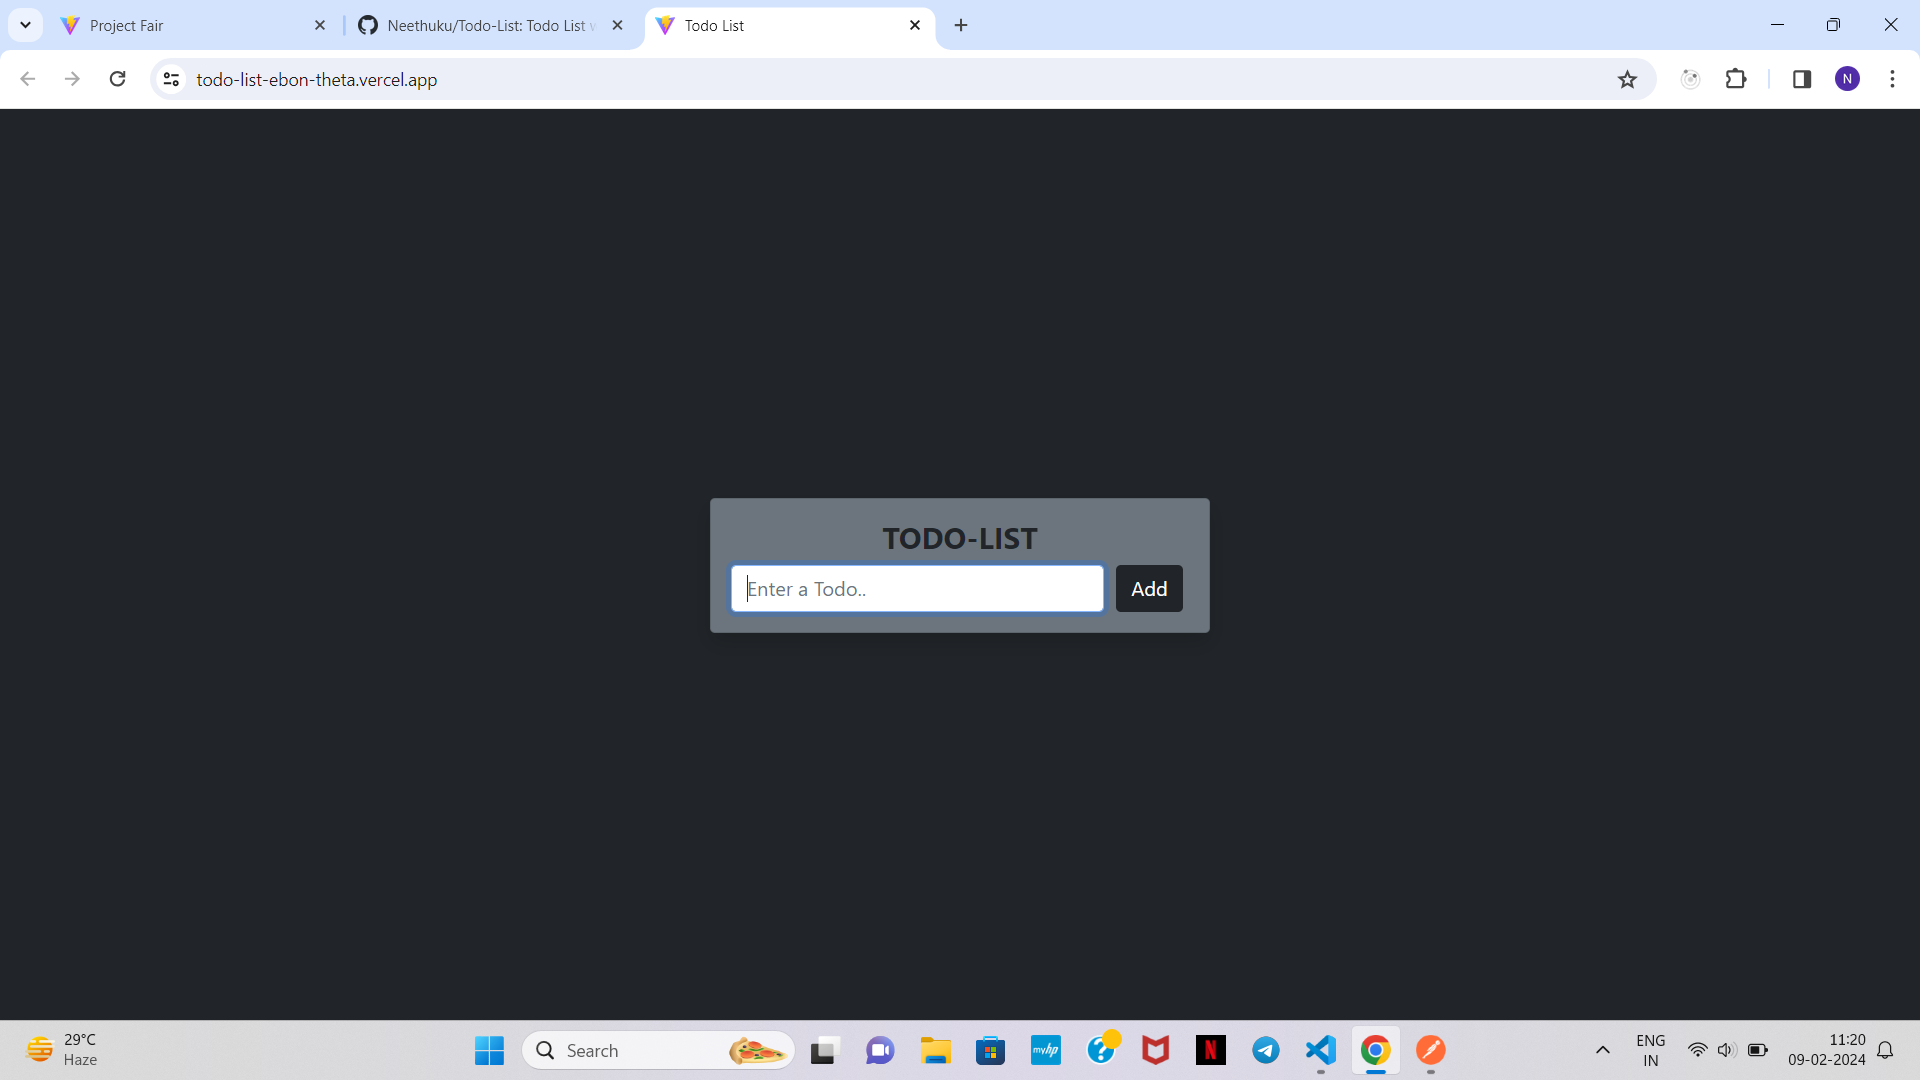 Project Fair
Neethuku/Todo-List: Todo List w
Todo List
todo-list-ebon-theta.vercel.app
N
TODO-LIST
Enter a Todo..
Add
29°C
Haze
Search
myhp
N
ENG
IN
11:20
09-02-2024